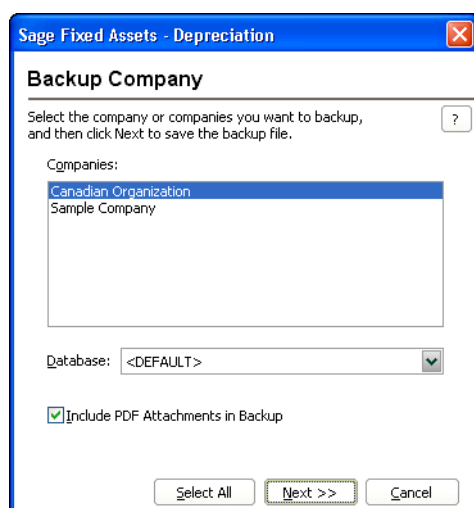 Sage Fixed Assets - Depreciation
Backup Company
Select the company or companies you want to backup,
and then click Next to save the backup file.
?
Companies:
Canadian Organization
Sample Company
Database: <DEFAULT>
Include PDF Attachments in Backup
Select All Next >> Cancel